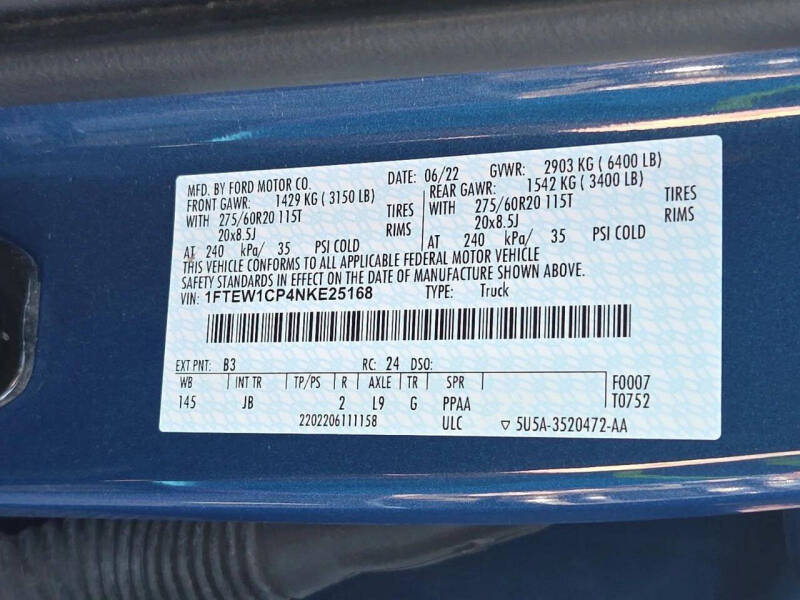 MFD. BY FORD MOTOR CO. DATE: 06/22 GVWR: 2903 KG ( 6400 LB)
FRONT GAWR: 1429 KG ( 3150 LB) REAR GAWR: 1542 KG ( 3400 LB)
WITH 275/60R20 115T TIRES WITH 275/60R20 115T TIRES
20x8.5J RIMS 20x8.5J RIMS
AT 240 kPa/ 35 PSI COLD AT 240 kPa/ 35 PSI COLD
THIS VEHICLE CONFORMS TO ALL APPLICABLE FEDERAL MOTOR VEHICLE
SAFETY STANDARDS IN EFFECT ON THE DATE OF MANUFACTURE SHOWN ABOVE.
VIN: 1FTEW1CP4NKE25168 TYPE: Truck
EXT PNT: B3 RC: 24 DSO:
WB INT TR TP/PS R AXLE TR SPR F0007
145 JB 2 L9 G PPAA T0752
2202206111158 ULC ▽ 5U5A-3520472-AA